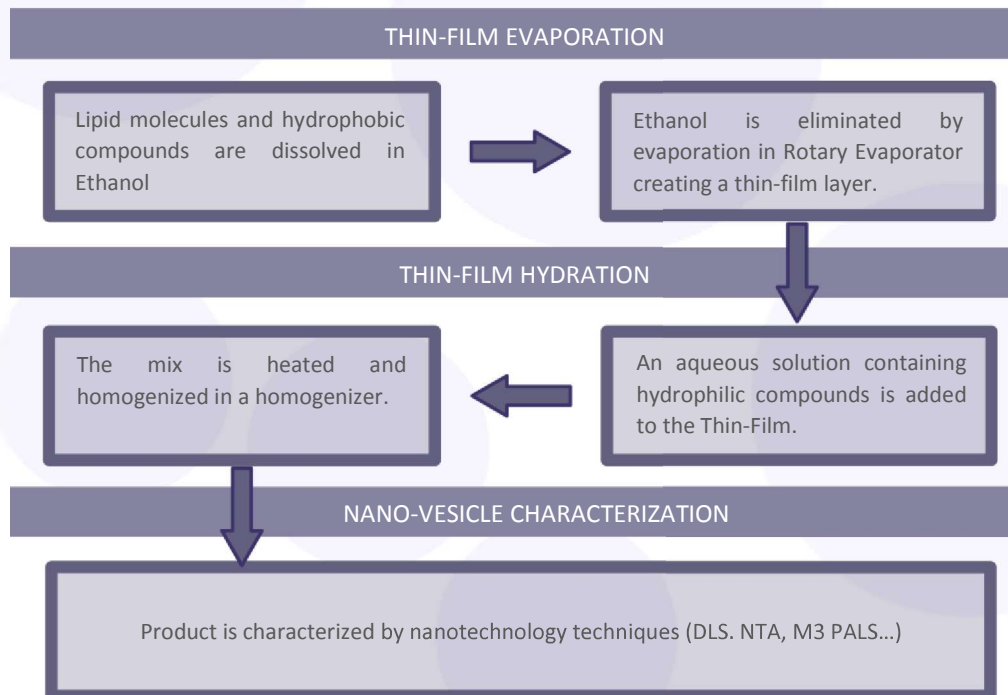 THIN-FILM EVAPORATION
Lipid molecules and hydrophobic
compounds are dissolved in
Ethanol
Ethanol is eliminated by
evaporation in Rotary Evaporator
creating a thin-film layer.
THIN-FILM HYDRATION
An aqueous solution containing
hydrophilic compounds is added
to the Thin-Film.
The mix is heated and
homogenized in a homogenizer.
NANO-VESICLE CHARACTERIZATION
Product is characterized by nanotechnology techniques (DLS. NTA, M3 PALS...)